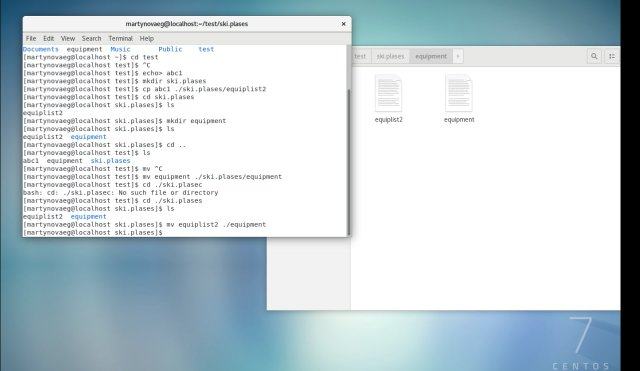 martynovaeg@localhost:~/test/ski.plases
File Edit View Search Terminal Help
Documents equipment Music Public test
[martynovaeg@localhost ~]$ cd test
[martynovaeg@localhost test]$ ^C
[martynovaeg@localhost test]$ echo> abc1
[martynovaeg@localhost test]$ mkdir ski.plases
[martynovaeg@localhost test]$ cp abc1 ./ski.plases/equiplist2
[martynovaeg@localhost test]$ cd ski.plases
[martynovaeg@localhost ski.plases]$ ls
equiplist2
[martynovaeg@localhost ski.plases]$ mkdir equipment
[martynovaeg@localhost ski.plases]$ ls
equiplist2 equipment
[martynovaeg@localhost ski.plases]$ cd ..
[martynovaeg@localhost test]$ ls
abc1 equipment ski.plases
[martynovaeg@localhost test]$ mv ^C
[martynovaeg@localhost test]$ mv equipment ./ski.plases/equipment
[martynovaeg@localhost test]$ cd ./ski.plasec
bash: cd: ./ski.plasec: No such file or directory
[martynovaeg@localhost test]$ cd ./ski.plases
[martynovaeg@localhost ski.plases]$ ls
equiplist2 equipment
[martynovaeg@localhost ski.plases]$ mv equiplist2 ./equipment
[martynovaeg@localhost ski.plases]$
test ski.plases equipment
equiplist2 equipment
7
CENTOS